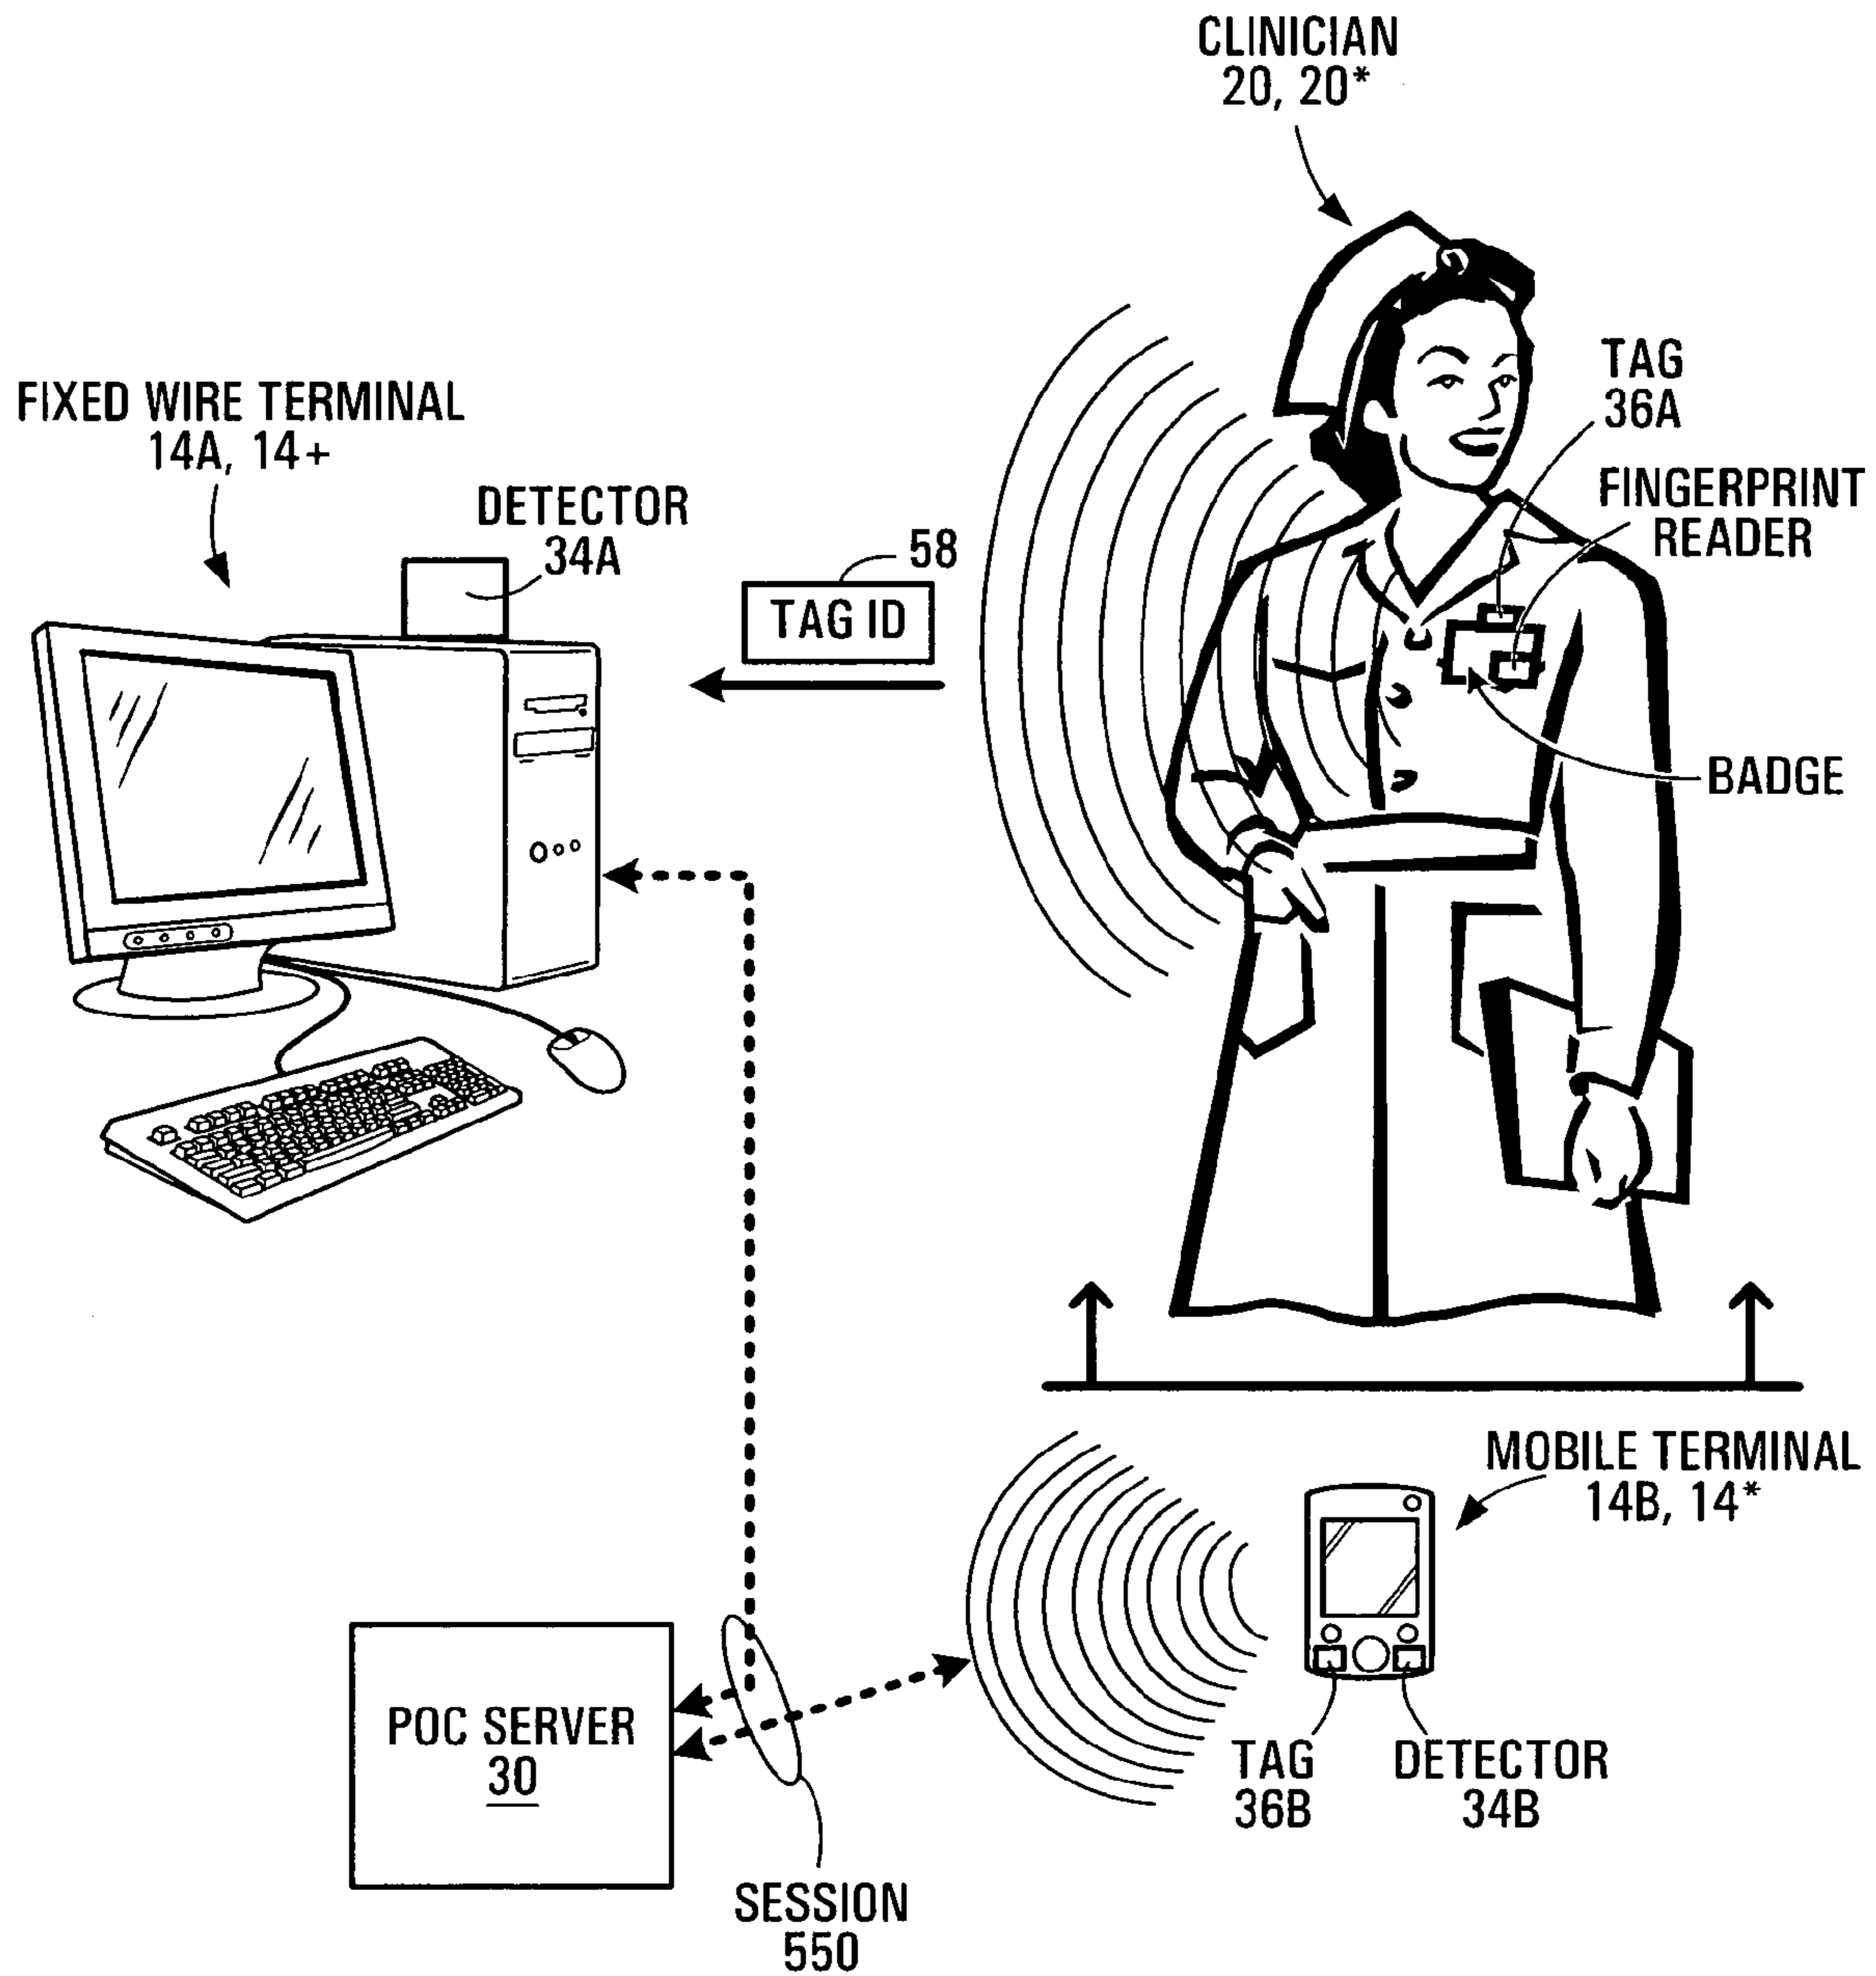 CLINICIAN
20, 20*
TAG
36A
FIXED WIRE TERMINAL
14A, 14+
FINGERPRINT
READER
DETECTOR
34A
58
TAG ID
BADGE
MOBILE TERMINAL
14B, 14*
POC SERVER
30
TAG
36B
DETECTOR
34B
SESSION
550